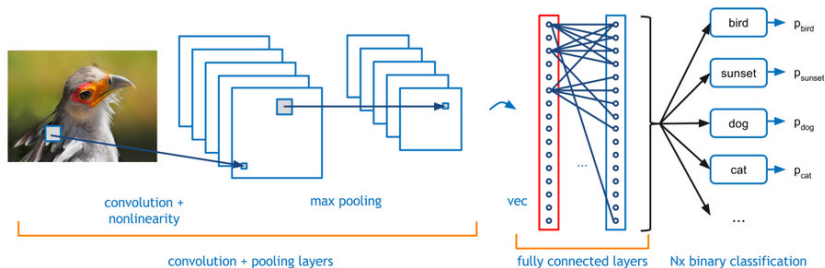 bird
p_bird
sunset
p_sunset
dog
p_dog
cat
p_cat
...
...
convolution +
nonlinearity
max pooling
vec
convolution + pooling layers
fully connected layers
Nx binary classification